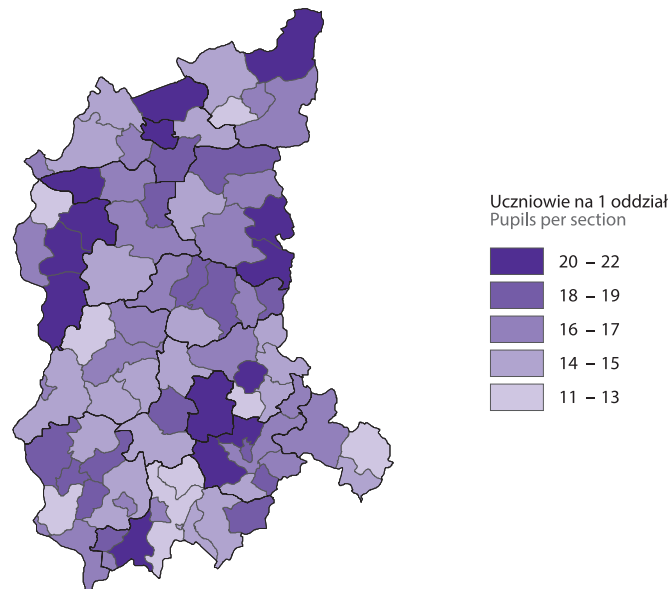 Uczniowie na 1 oddział
Pupils per section
20 – 22
18 – 19
16 – 17
14 – 15
11 – 13